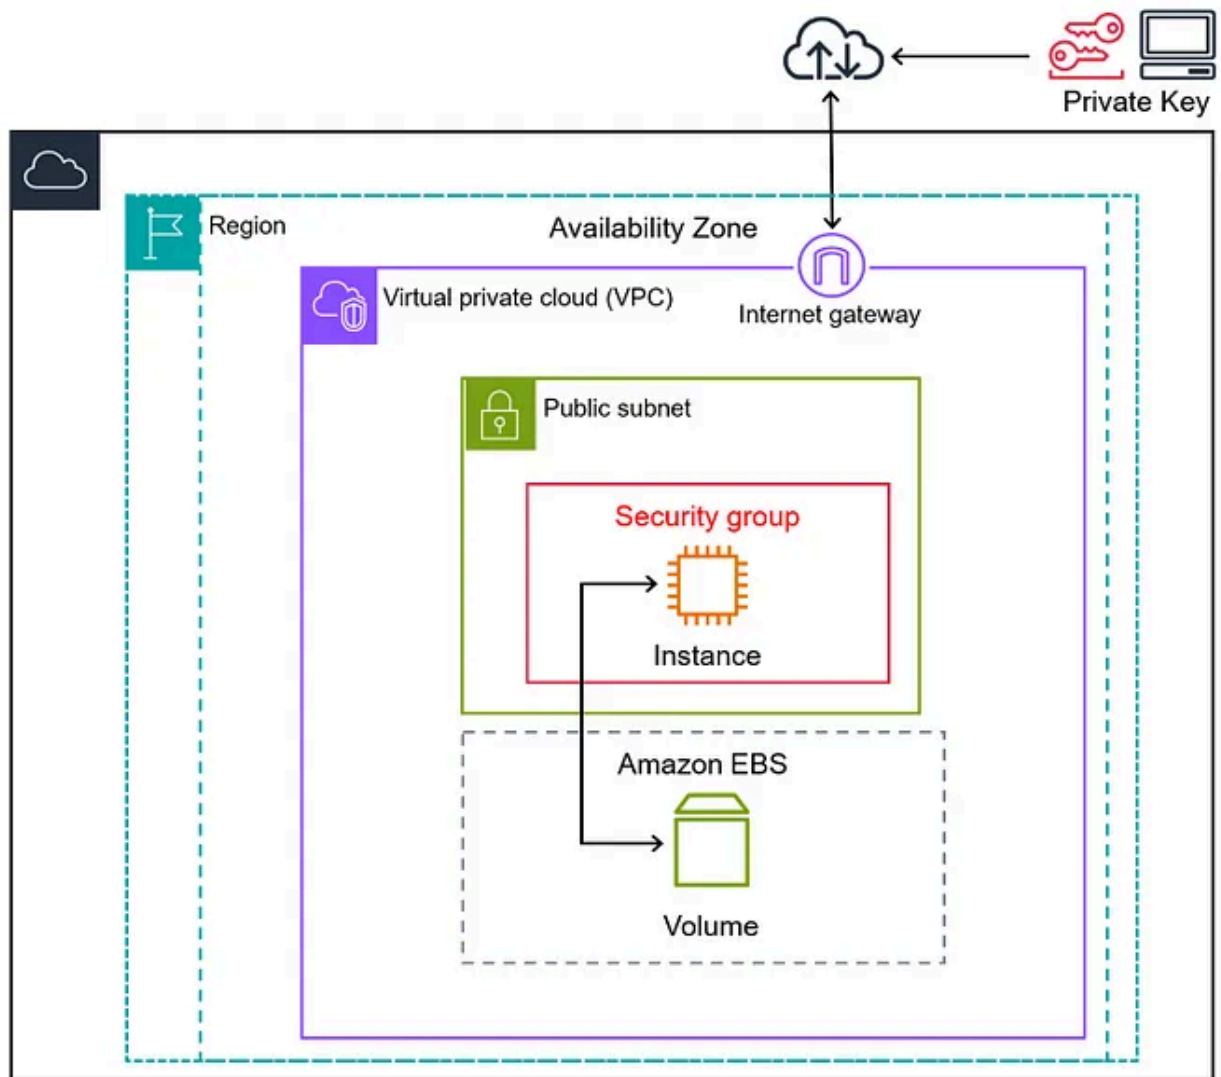 Private Key
Region
Availability Zone
Virtual private cloud (VPC)
Internet gateway
Public subnet
Security group
Instance
Amazon EBS
Volume